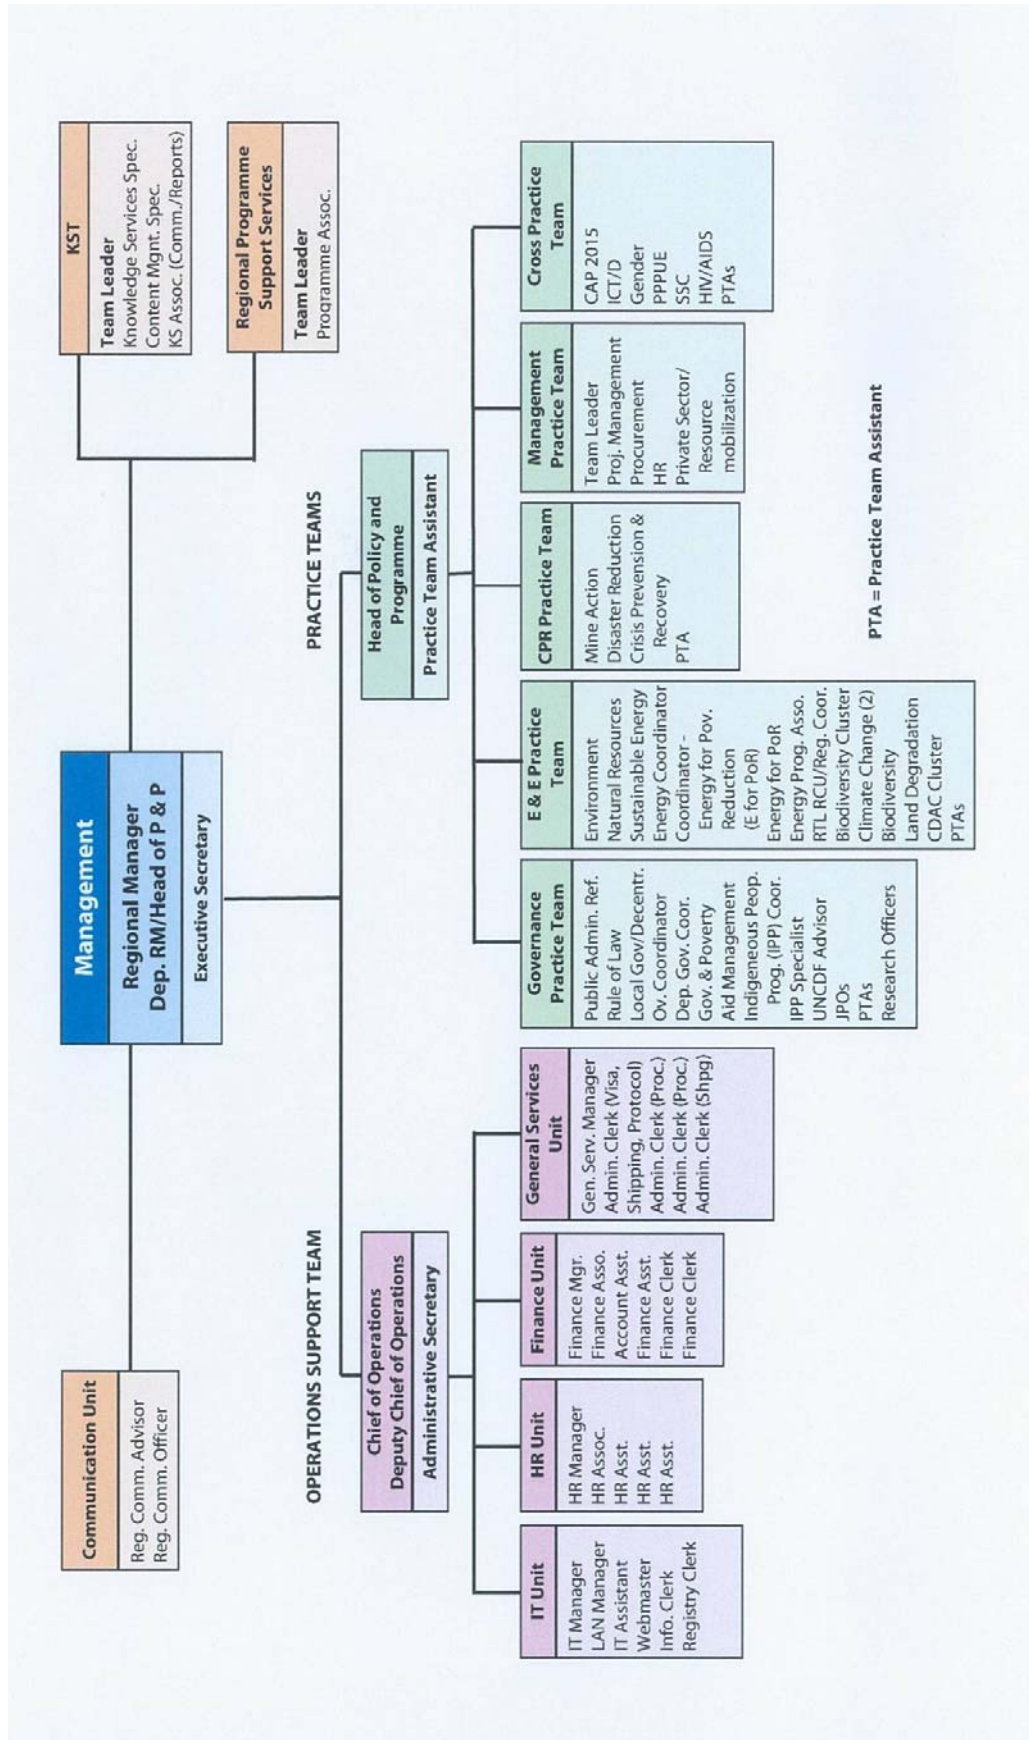 Management
Regional Manager
Dep. RM/Head of P & P
Executive Secretary
Communication Unit
Reg. Comm. Advisor
Reg. Comm. Officer
KST
Team Leader
Knowledge Services Spec.
Content Mgnt. Spec.
KS Assoc. (Comm./Reports)
Regional Programme
Support Services
Team Leader
Programme Assoc.
OPERATIONS SUPPORT TEAM
Chief of Operations
Deputy Chief of Operations
Administrative Secretary
IT Unit
IT Manager
LAN Manager
IT Assistant
Webmaster
Info. Clerk
Registry Clerk
HR Unit
HR Manager
HR Assoc.
HR Asst.
HR Asst.
HR Asst.
Finance Unit
Finance Mgr.
Finance Asso.
Account Asst.
Finance Asst.
Finance Clerk
Finance Clerk
General Services
Unit
Gen. Serv. Manager
Admin. Clerk (Visa,
Shipping, Protocol)
Admin. Clerk (Proc.)
Admin. Clerk (Proc.)
Admin. Clerk (Shpg)
PRACTICE TEAMS
Head of Policy and
Programme
Practice Team Assistant
Governance
Practice Team
Public Admin. Ref.
Rule of Law
Local Gov/Decentr.
Ov. Coordinator
Dep. Gov. Coor.
Gov. & Poverty
Aid Management
Indigeneous Peop.
Prog. (IPP) Coor.
IPP Specialist
UNCDF Advisor
JPOs
PTAs
Research Officers
E & E Practice
Team
Environment
Natural Resources
Sustainable Energy
Energy Coordinator
Coordinator -
Energy for Pov.
Reduction
(E for PoR)
Energy for PoR
Energy Prog. Asso.
RTL RCU/Reg. Coor.
Biodiversity Cluster
Climate Change (2)
Biodiversity
Land Degradation
CDAC Cluster
PTAs
CPR Practice Team
Mine Action
Disaster Reduction
Crisis Prevention &
Recovery
PTA
Management
Practice Team
Team Leader
Proj. Management
Procurement
HR
Private Sector/
Resource
mobilization
Cross Practice
Team
CAP 2015
ICT/D
Gender
PPPUE
SSC
HIV/AIDS
PTAs
PTA = Practice Team Assistant